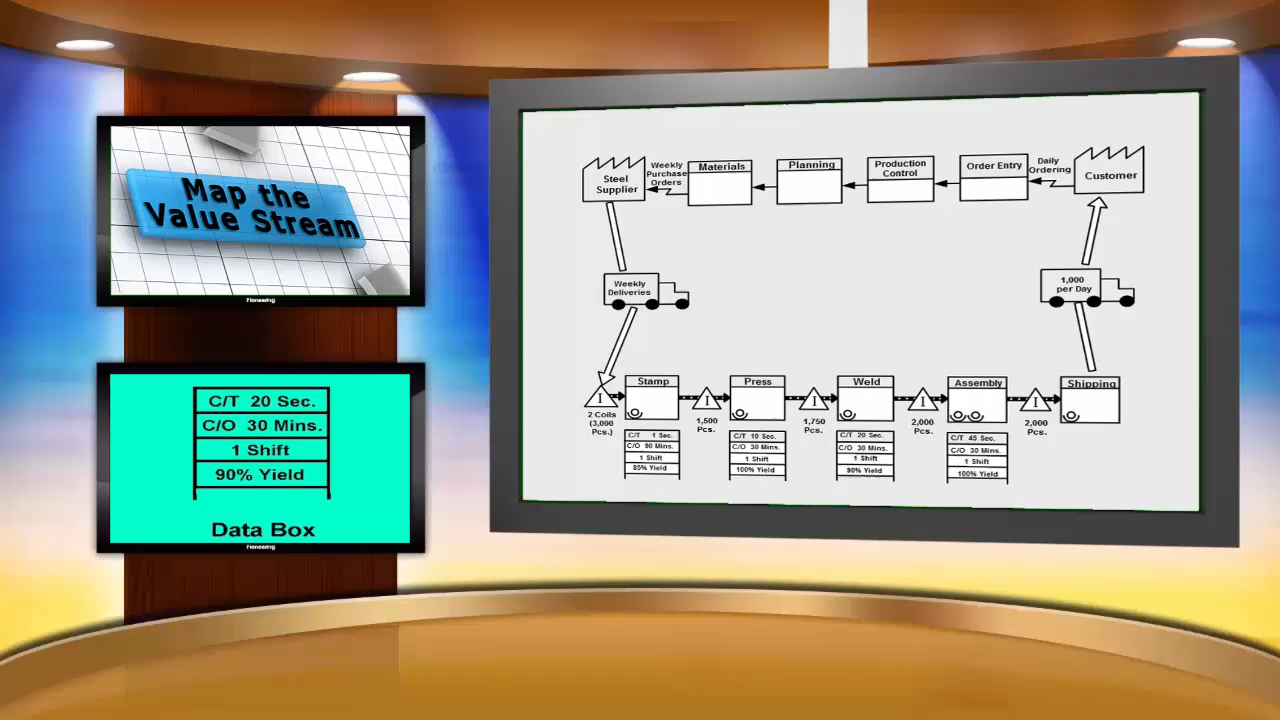 Map the
Value Stream
Pioneering
C/T 20 Sec.
C/O 30 Mins.
1 Shift
90% Yield
Data Box
Pioneering
Steel
Supplier
Weekly
Purchase
Orders
Materials
Planning
Production
Control
Order Entry
Daily
Ordering
Customer
Weekly
Deliveries
1,000
per Day
I
2 Coils
(3,000
Pcs.)
Stamp
C/T 1 Sec.
C/O 90 Mins.
1 Shift
85% Yield
I
1,500
Pcs.
Press
C/T 10 Sec.
C/O 30 Mins.
1 Shift
100% Yield
I
1,750
Pcs.
Weld
C/T 20 Sec.
C/O 30 Mins.
1 Shift
90% Yield
I
2,000
Pcs.
Assembly
C/T 45 Sec.
C/O 30 Mins.
1 Shift
100% Yield
I
2,000
Pcs.
Shipping